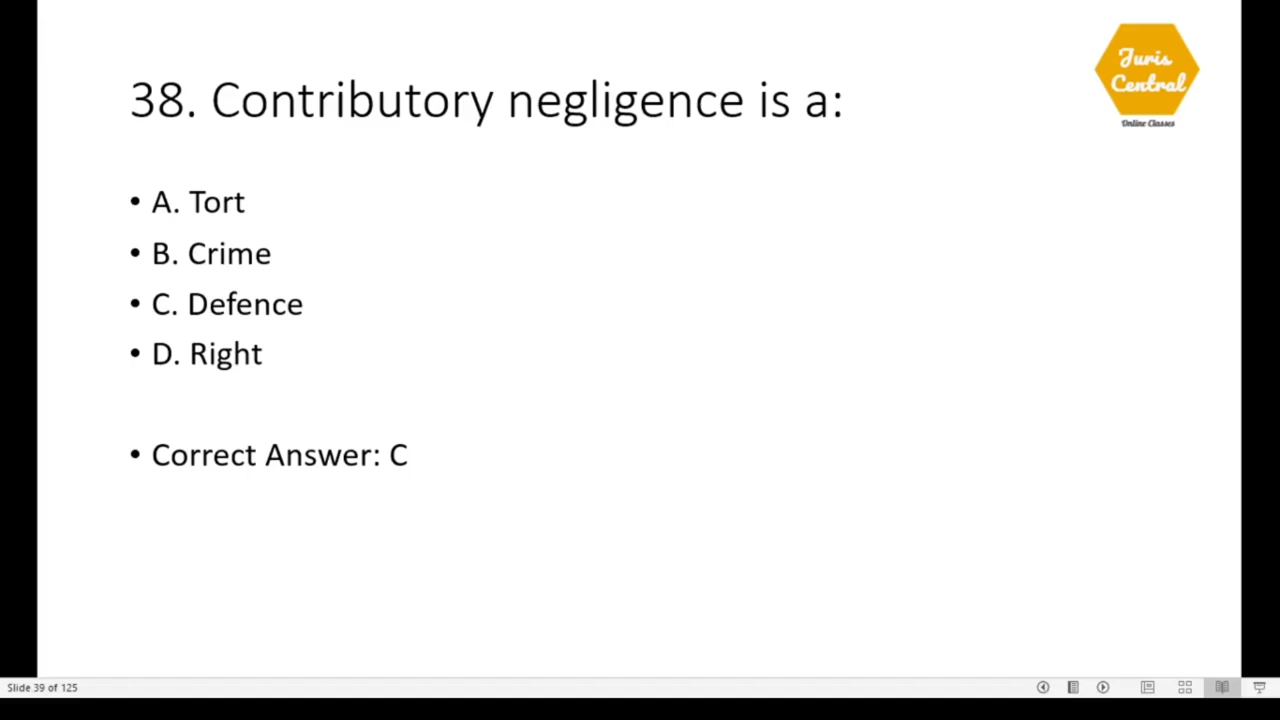 38. Contributory negligence is a:
Juris
Central
Online Classes
• A. Tort
• B. Crime
• C. Defence
• D. Right
• Correct Answer: C
Slide 39 of 125